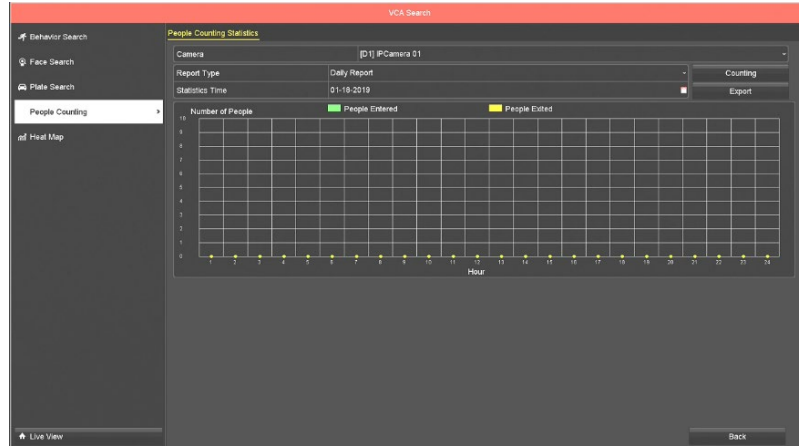 VCA Search
Behavior Search
Face Search
Plate Search
People Counting
Heat Map
Live View
People Counting Statistics
Camera [D1] IPCamera 01
Report Type Daily Report Counting
Statistics Time 01-18-2019 Export
Number of People People Entered People Exited
10
9
8
7
6
5
4
3
2
1
0
1 2 3 4 5 6 7 8 9 10 11 12 13 14 15 16 17 18 19 20 21 22 23 24
Hour
Back